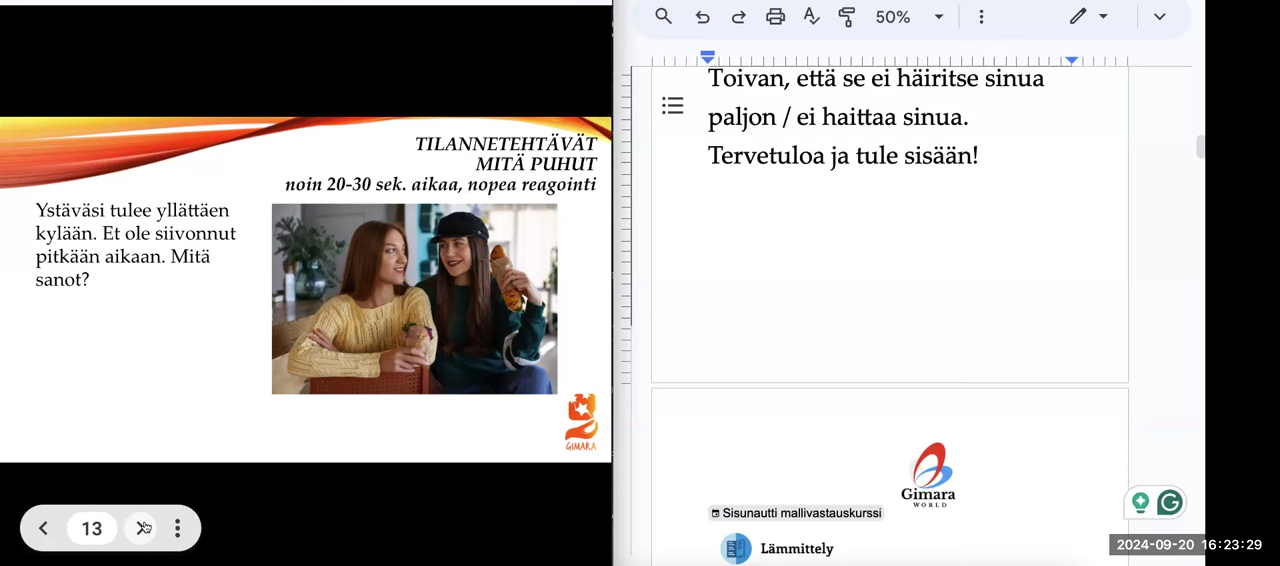 TILANNETEHTÄVÄT
MITÄ PUHUT
noin 20-30 sek. aikaa, nopea reagointi
Ystäväsi tulee yllättäen
kylään. Et ole siivonnut
pitkään aikaan. Mitä
sanot?
GIMARA
13
50%
Toivan, että se ei häiritse sinua
paljon / ei haittaa sinua.
Tervetuloa ja tule sisään!
Gimara
WORLD
Sisunautti mallivastauskurssi
Lämmittely
2024-09-20 16:23:29